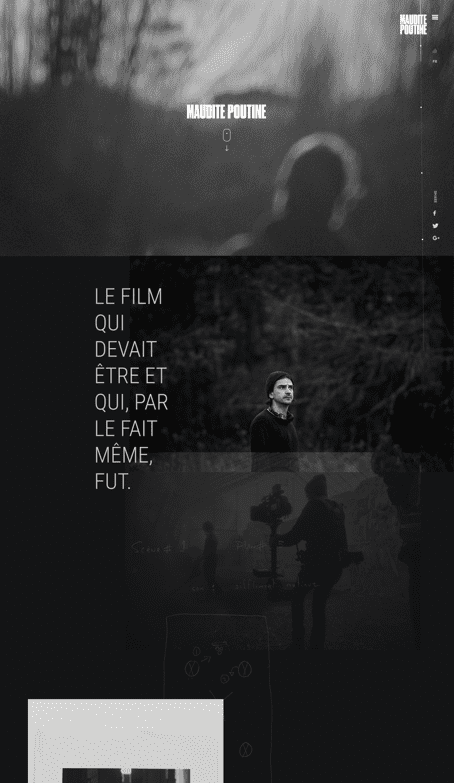 MAUDITE
POUTINE
MAUDITE POUTINE
LE FILM
QUI
DEVAIT
ÊTRE ET
QUI, PAR
LE FAIT
MÊME,
FUT.